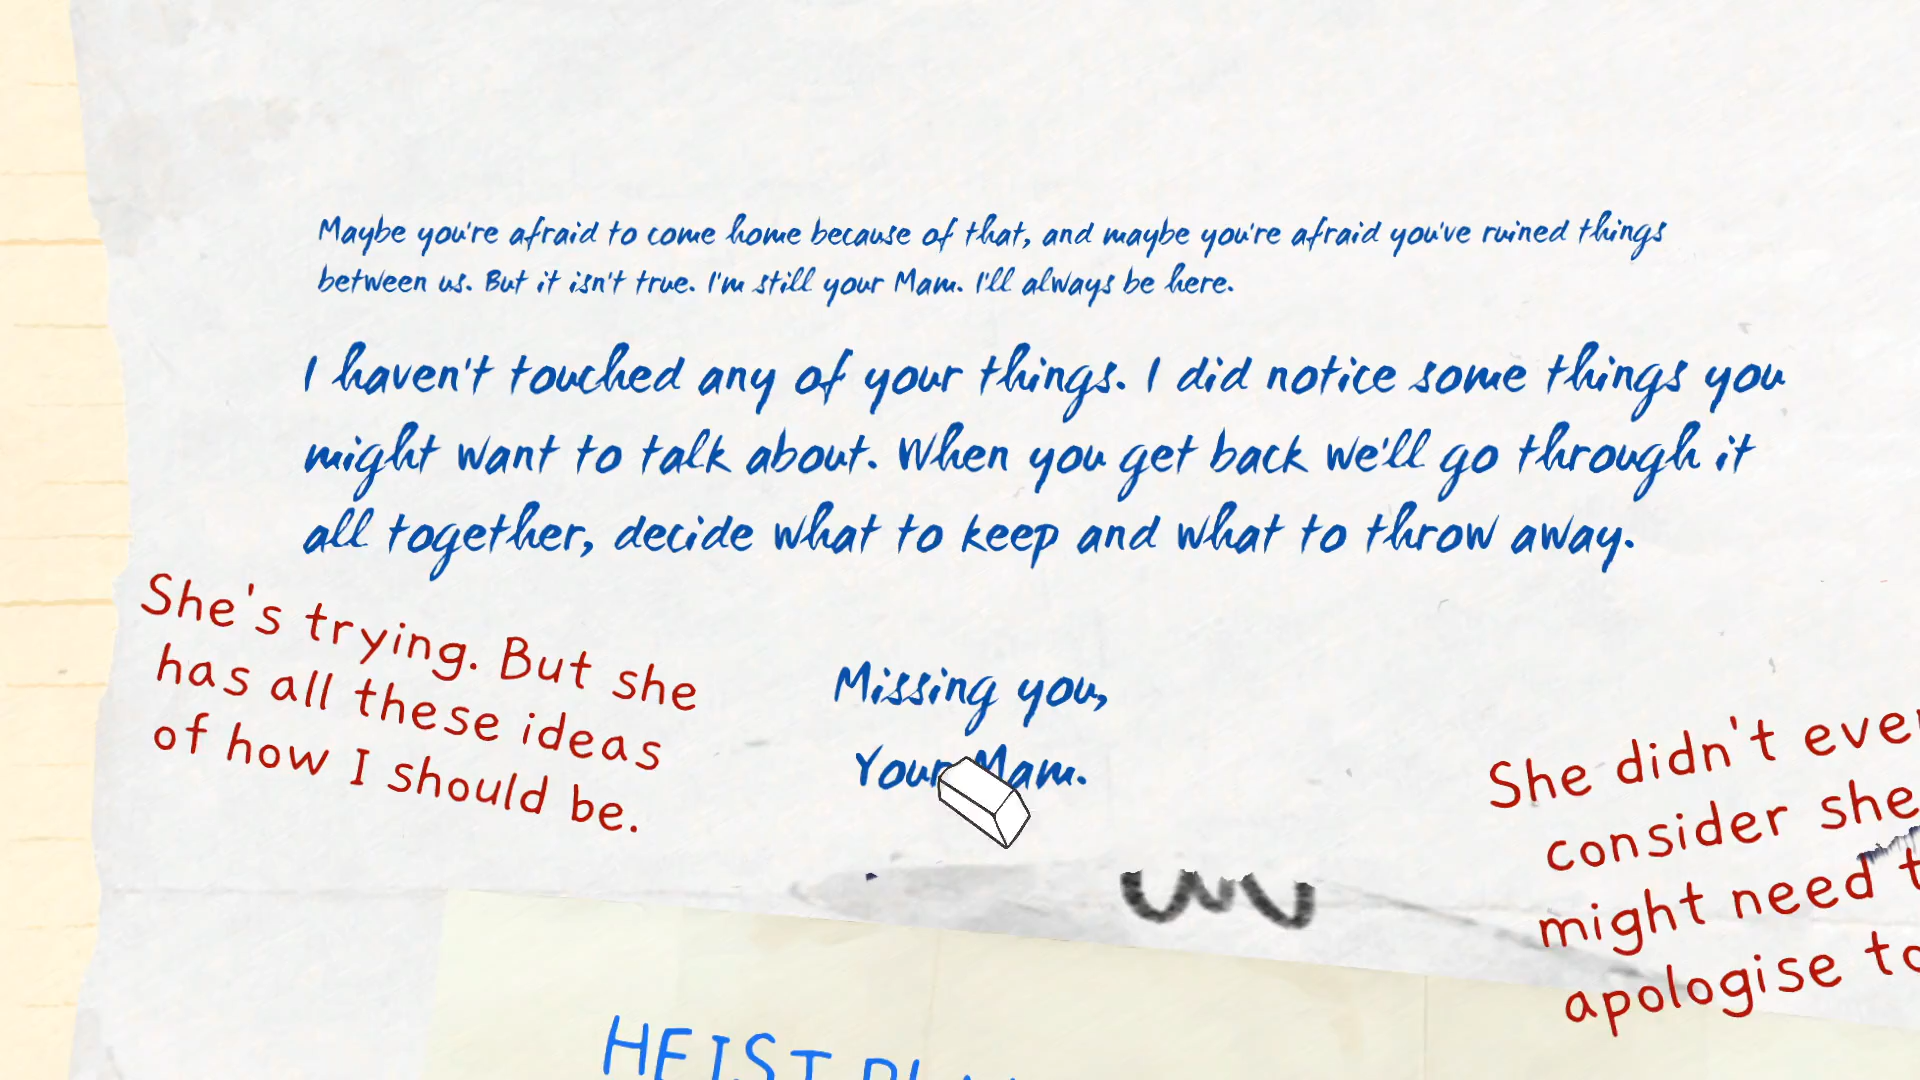 Maybe you're afraid to come home because of that, and maybe you're afraid you've ruined things
between us. But it isn't true. I'm still your Mam. I'll always be here.
I haven't touched any of your things. I did notice some things you
might want to talk about. When you get back we'll go through it
all together, decide what to keep and what to throw away.
She's trying. But she
has all these ideas
of how I should be.
Missing you,
Your Mam.
She didn't
consider she
might need
apologise
HEIST